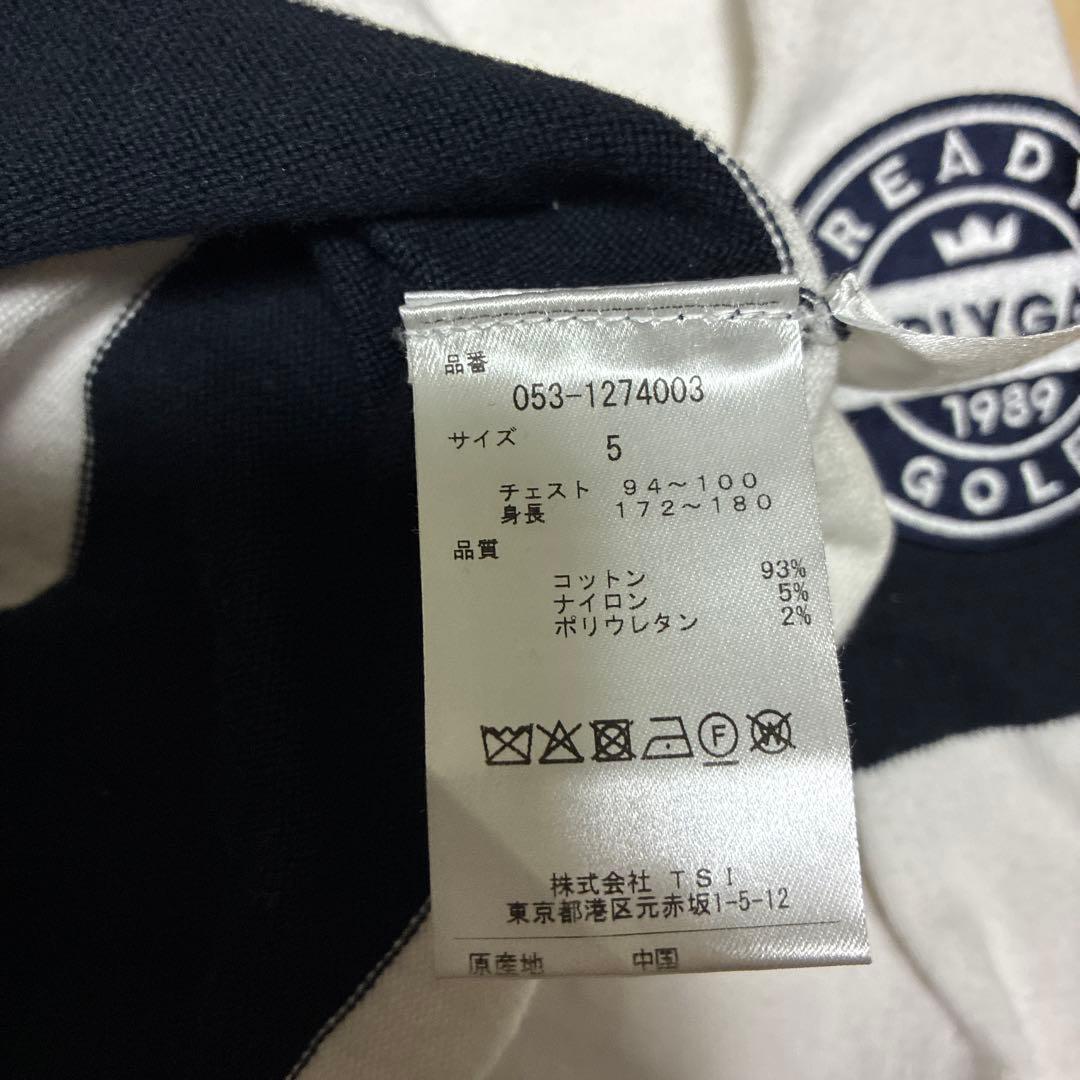 品番
053-1274003
サイズ 5
チェスト 94～100
身長 172～180
品質
コットン 93%
ナイロン 5%
ポリウレタン 2%
F
W
株式会社 TSI
東京都港区元赤坂1-5-12
原産地 中国
READY
1989
GOLF